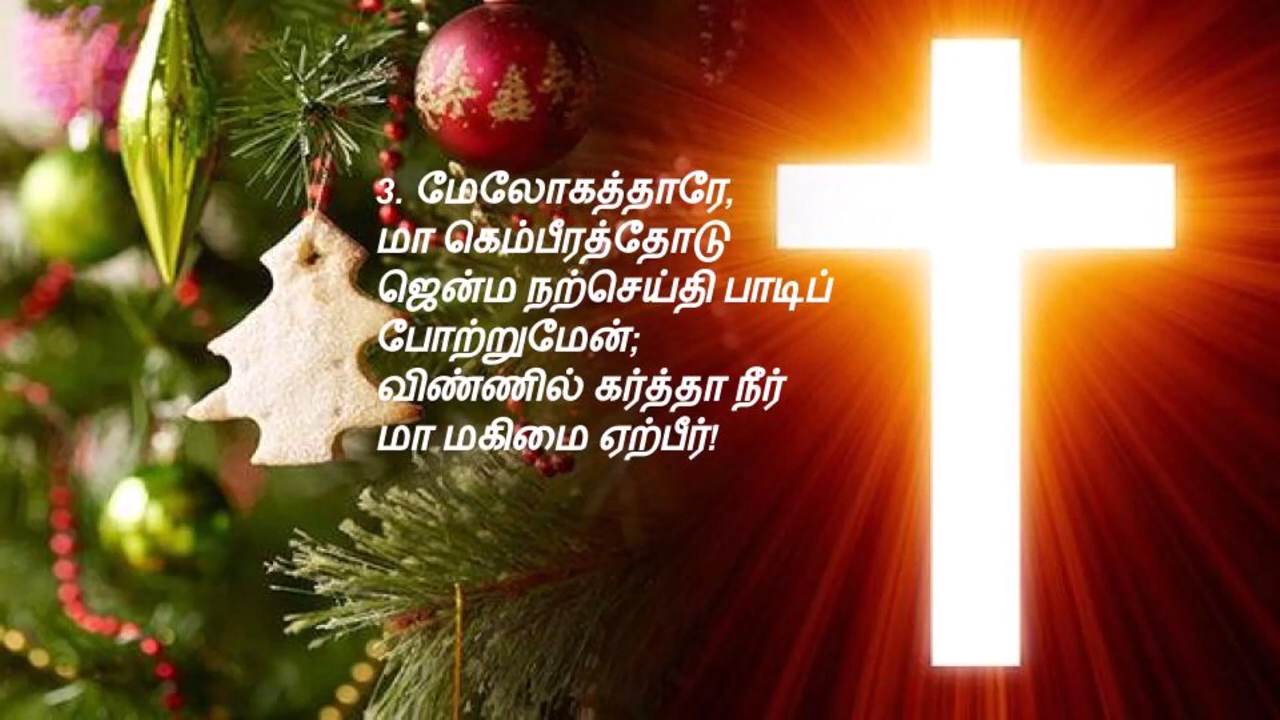 3. மேலோகத்தாரே,
மா கெம்பீரத்தோடு
ஜென்ம நற்செய்தி பாடிப்
போற்றுமேன்;
விண்ணில் கர்த்தா நீர்
மா மகிமை ஏற்பீர்!